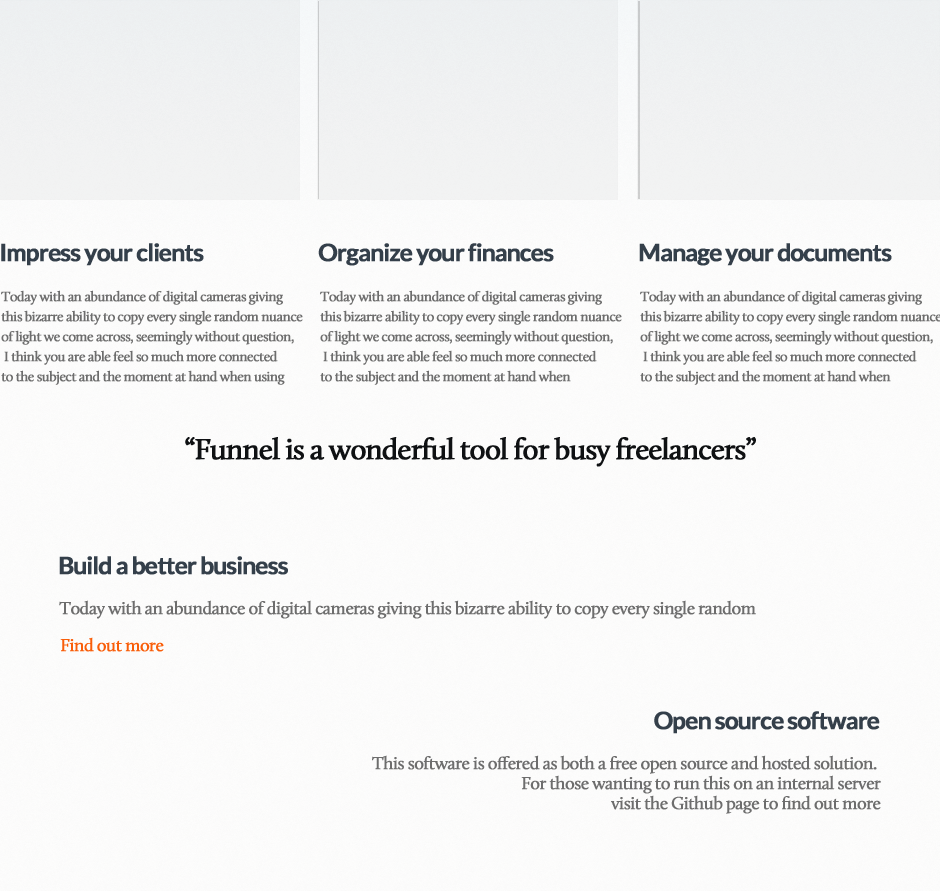 Impress your clients
Today with an abundance of digital cameras giving
this bizarre ability to copy every single random nuance
of light we come across, seemingly without question,
I think you are able feel so much more connected
to the subject and the moment at hand when using
Organize your finances
Today with an abundance of digital cameras giving
this bizarre ability to copy every single random nuance
of light we come across, seemingly without question,
I think you are able feel so much more connected
to the subject and the moment at hand when
Manage your documents
Today with an abundance of digital cameras giving
this bizarre ability to copy every single random nuance
of light we come across, seemingly without question,
I think you are able feel so much more connected
to the subject and the moment at hand when
“Funnel is a wonderful tool for busy freelancers”
Build a better business
Today with an abundance of digital cameras giving this bizarre ability to copy every single random
Find out more
Open source software
This software is offered as both a free open source and hosted solution.
For those wanting to run this on an internal server
visit the Github page to find out more